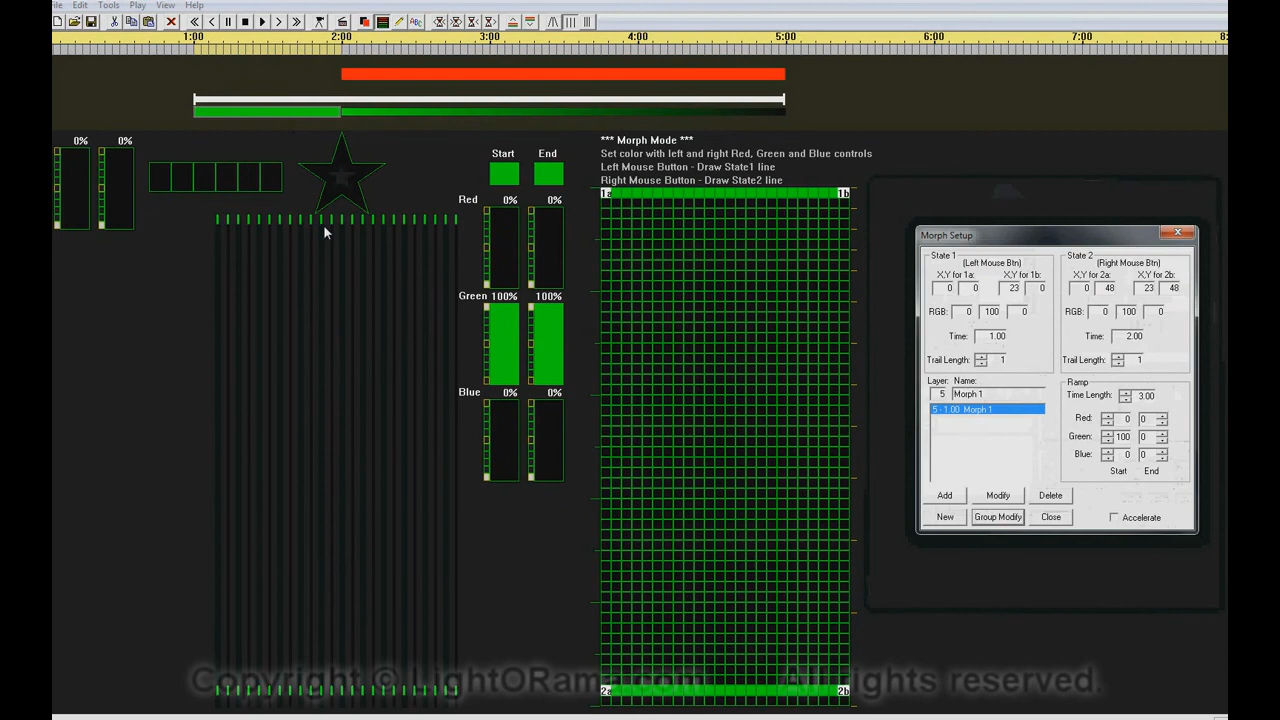 ile Edit Tools Play View Help
1:00 2:00 3:00 4:00 5:00 6:00 7:00 8:
0% 0%
*** Morph Mode ***
Set color with left and right Red, Green and Blue controls
Left Mouse Button - Draw State1 line
Right Mouse Button - Draw State2 line
Start End
Red 0% 0%
Green 100% 100%
Blue 0% 0%
1a 1b
2a 2b
Morph Setup
State 1
(Left Mouse Btn)
X,Y for 1a: X,Y for 1b:
0 0 23 0
RGB: 0 100 0
Time: 1.00
Trail Length: 1
State 2
(Right Mouse Btn)
X,Y for 2a: X,Y for 2b:
0 48 23 48
RGB: 0 100 0
Time: 2.00
Trail Length: 1
Layer: Name:
5 Morph 1
5 - 1.00 Morph 1
Ramp
Time Length: 3.00
Red: 0 0
Green: 100 0
Blue: 0 0
Start End
Add Modify Delete
New Group Modify Close
Accelerate
Copyright © LightORama.com All rights reserved.